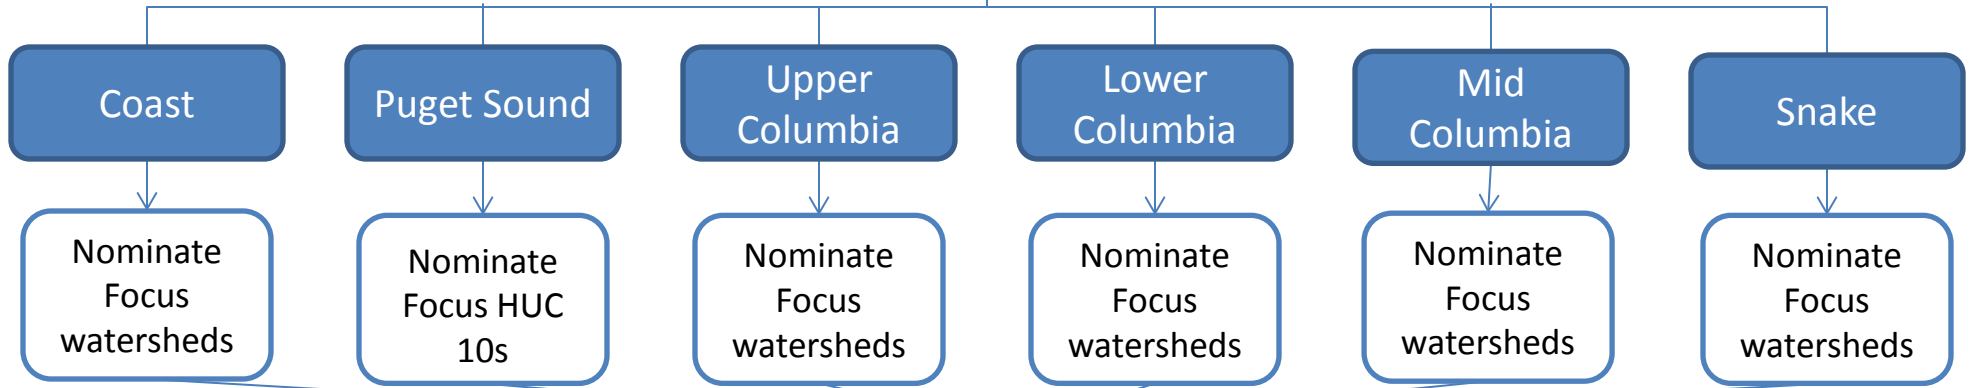 Coast
Puget Sound
Upper
Columbia
Lower
Columbia
Mid
Columbia
Snake
Nominate
Focus
watersheds
Nominate
Focus HUC
10s
Nominate
Focus
watersheds
Nominate
Focus
watersheds
Nominate
Focus
watersheds
Nominate
Focus
watersheds